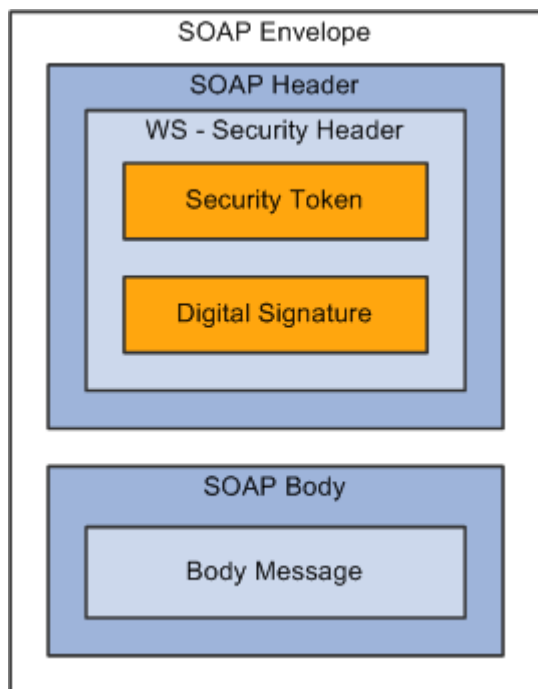 SOAP Envelope
SOAP Header
WS - Security Header
Security Token
Digital Signature
SOAP Body
Body Message